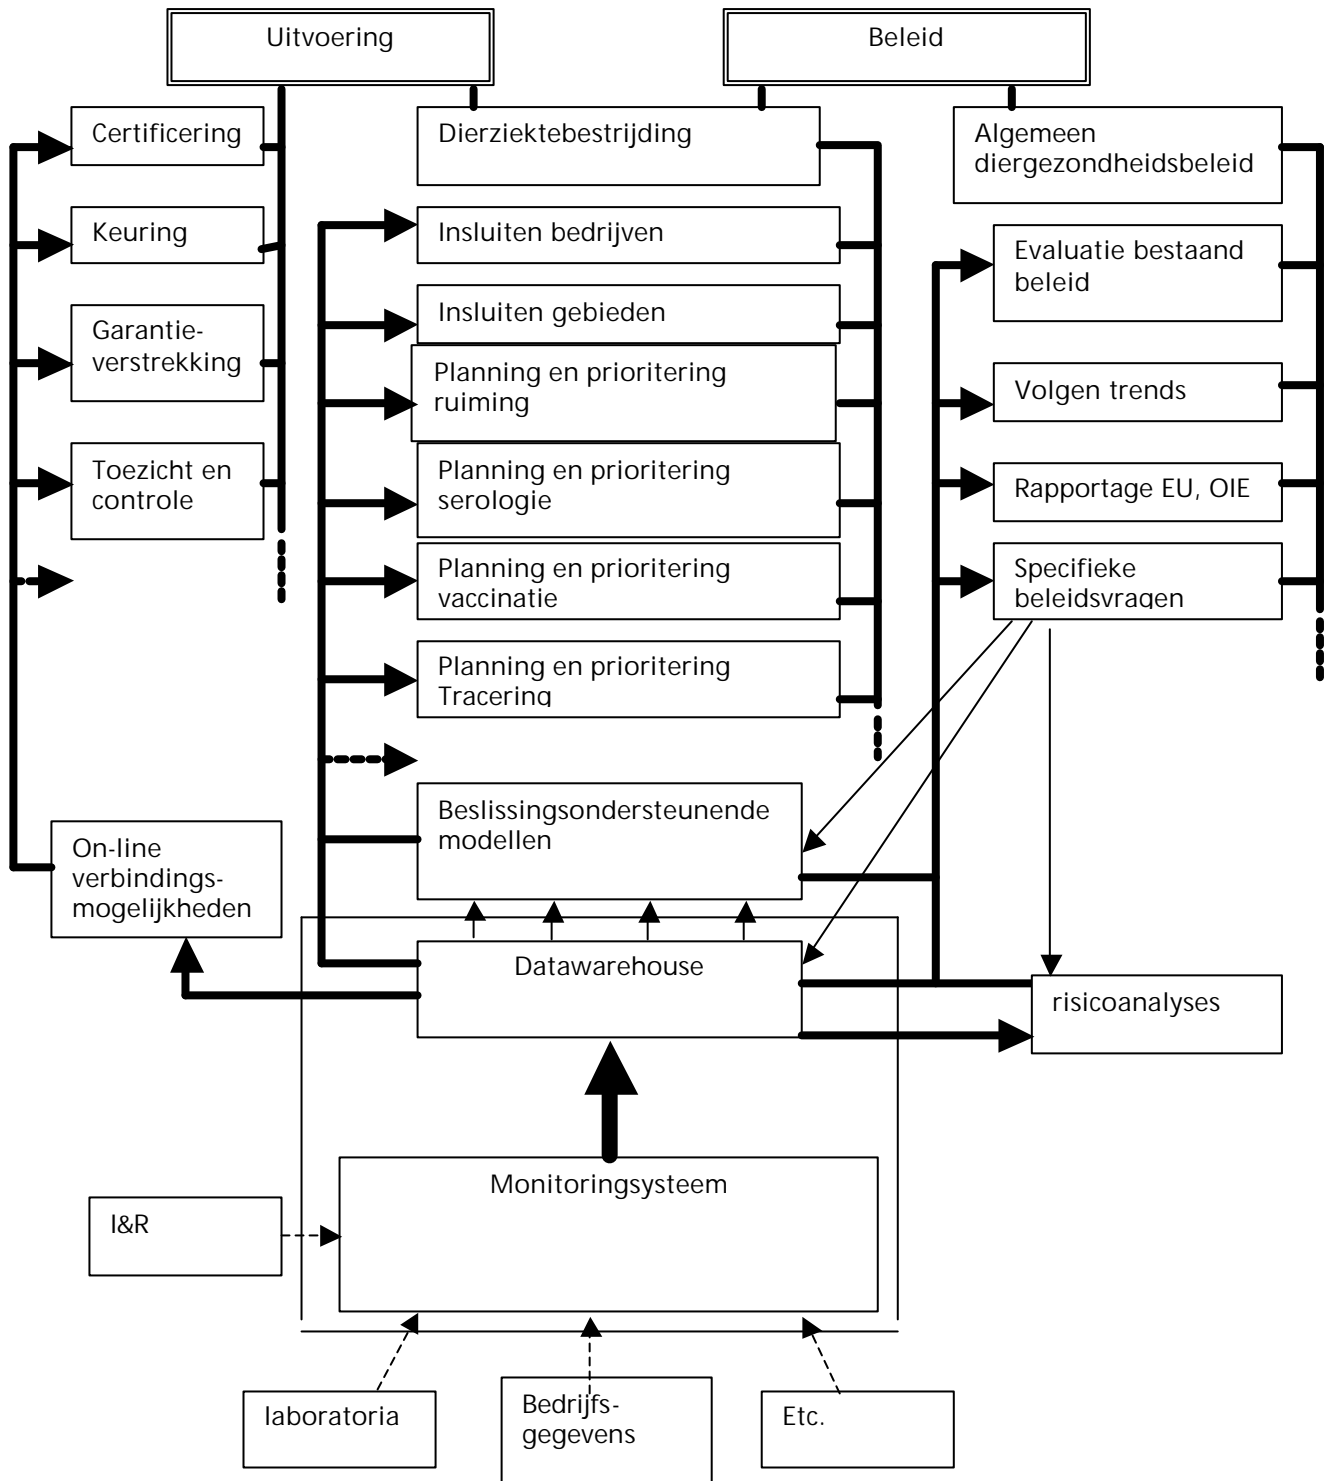 Uitvoering
Beleid
Certificering
Keuring
Garantie-
verstrekking
Toezicht en
controle
On-line
verbindings-
mogelijkheden
Dierziektebestrijding
Insluiten bedrijven
Insluiten gebieden
Planning en prioritering
ruiming
Planning en prioritering
serologie
Planning en prioritering
vaccinatie
Planning en prioritering
Tracering
Beslissingsondersteunende
modellen
Datawarehouse
Algemeen
diergezondheidsbeleid
Evaluatie bestaand
beleid
Volgen trends
Rapportage EU, OIE
Specifieke
beleidsvragen
risicoanalyses
Monitoringsysteem
I&R
laboratoria
Bedrijfs-
gegevens
Etc.